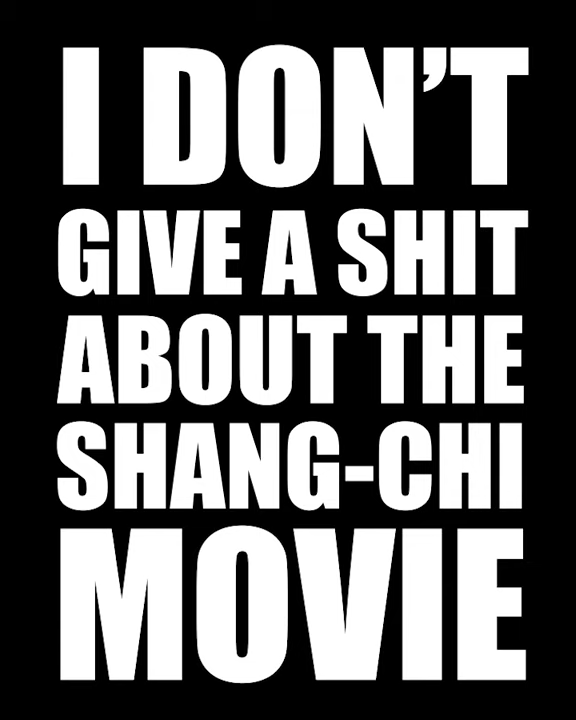 I DON’T
GIVE A SHIT
ABOUT THE
SHANG-CHI
MOVIE